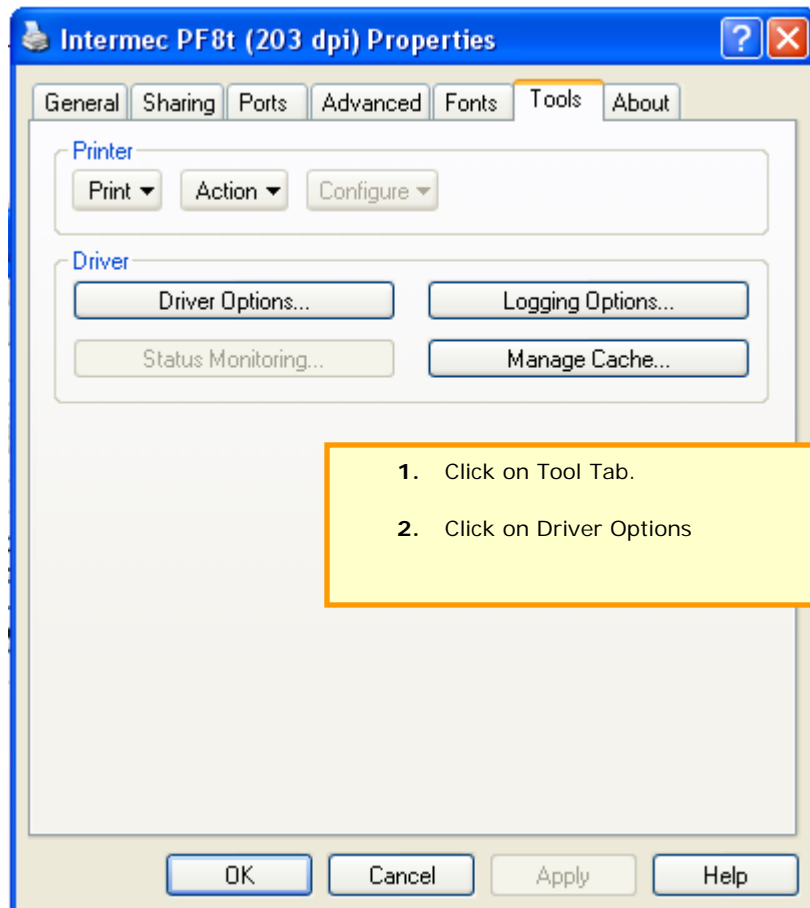 Intermec PF8t (203 dpi) Properties
General Sharing Ports Advanced Fonts Tools About
Printer
Print Action Configure
Driver
Driver Options... Logging Options...
Status Monitoring... Manage Cache...
1. Click on Tool Tab.
2. Click on Driver Options
OK Cancel Apply Help